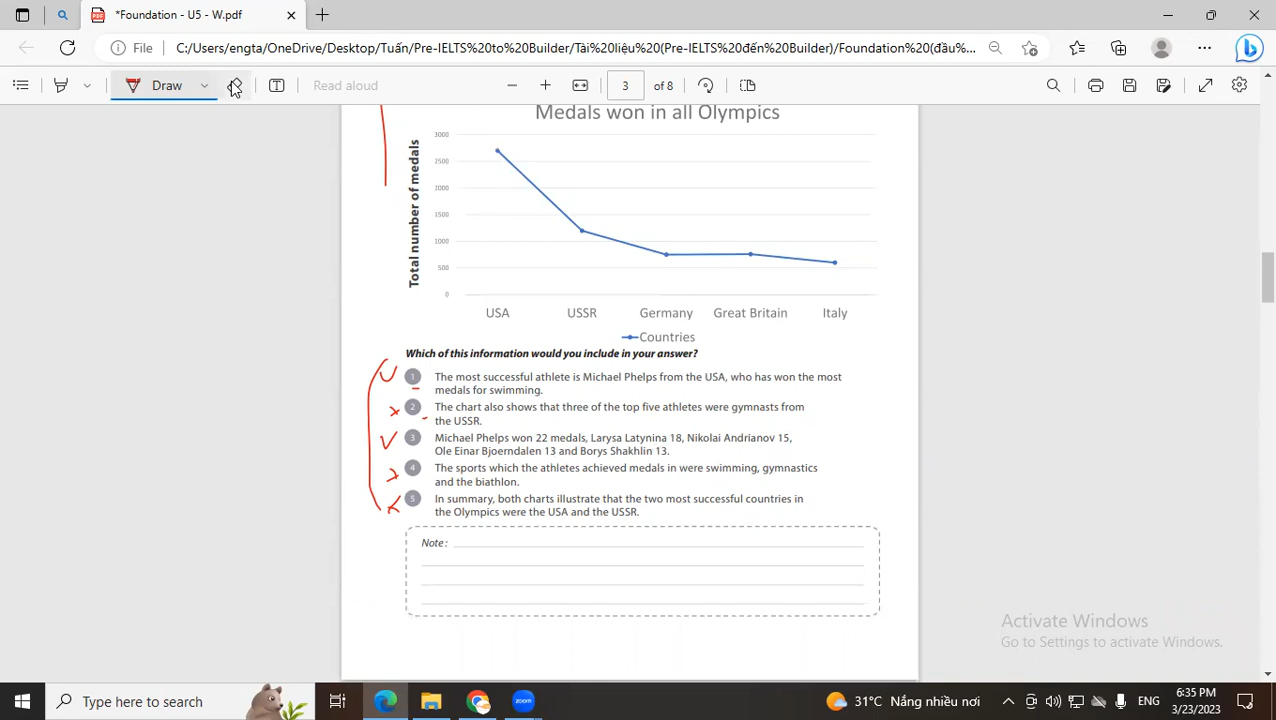 *Foundation - U5 - W.pdf
File
C:/Users/engta/OneDrive/Desktop/Tuấn/Pre-IELTS%20to%20Builder/Tài%20liệu%20(Pre-IELTS%20đến%20Builder)/Foundation%20(đầu%...
Draw
Read aloud
3 of 8
Medals won in all Olympics
Total number of medals
3000
2500
2000
1500
1000
500
0
USA USSR Germany Great Britain Italy
Countries
Which of this information would you include in your answer?
1 The most successful athlete is Michael Phelps from the USA, who has won the most
medals for swimming.
2 The chart also shows that three of the top five athletes were gymnasts from
the USSR.
3 Michael Phelps won 22 medals, Larysa Latynina 18, Nikolai Andrianov 15,
Ole Einar Bjoerndalen 13 and Borys Shakhlin 13.
4 The sports which the athletes achieved medals in were swimming, gymnastics
and the biathlon.
5 In summary, both charts illustrate that the two most successful countries in
the Olympics were the USA and the USSR.
Note:
Activate Windows
Go to Settings to activate Windows.
Type here to search
zoom
31°C Nắng nhiều nơi
ENG
6:35 PM
3/23/2023